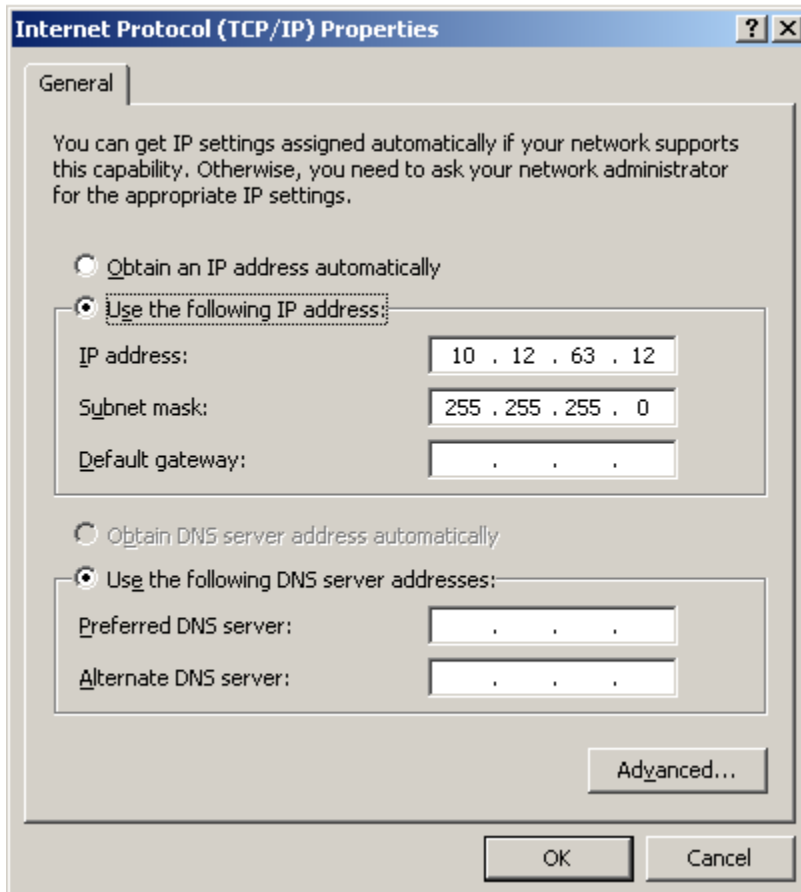 Internet Protocol (TCP/IP) Properties
General
You can get IP settings assigned automatically if your network supports
this capability. Otherwise, you need to ask your network administrator
for the appropriate IP settings.
Obtain an IP address automatically
Use the following IP address:
IP address: 10 . 12 . 63 . 12
Subnet mask: 255 . 255 . 255 . 0
Default gateway: . . .
Obtain DNS server address automatically
Use the following DNS server addresses:
Preferred DNS server: . . .
Alternate DNS server: . . .
Advanced...
OK Cancel